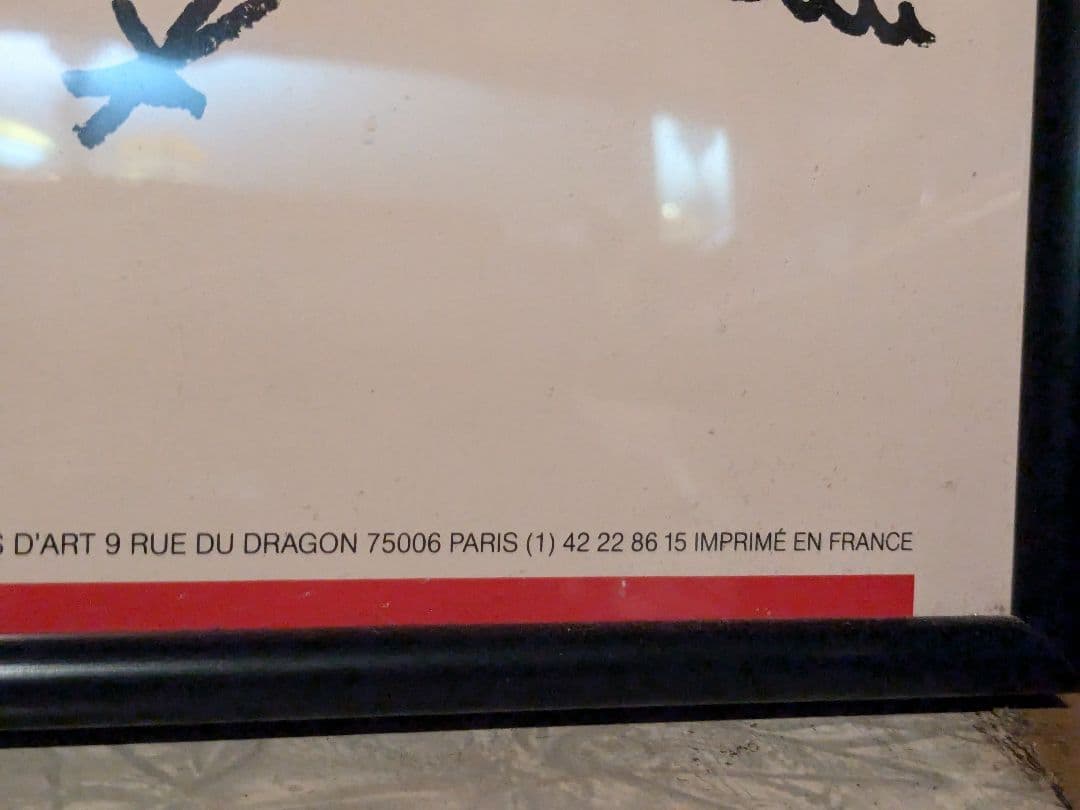 D'ART 9 RUE DU DRAGON 75006 PARIS (1) 42 22 86 15 IMPRIMÉ EN FRANCE